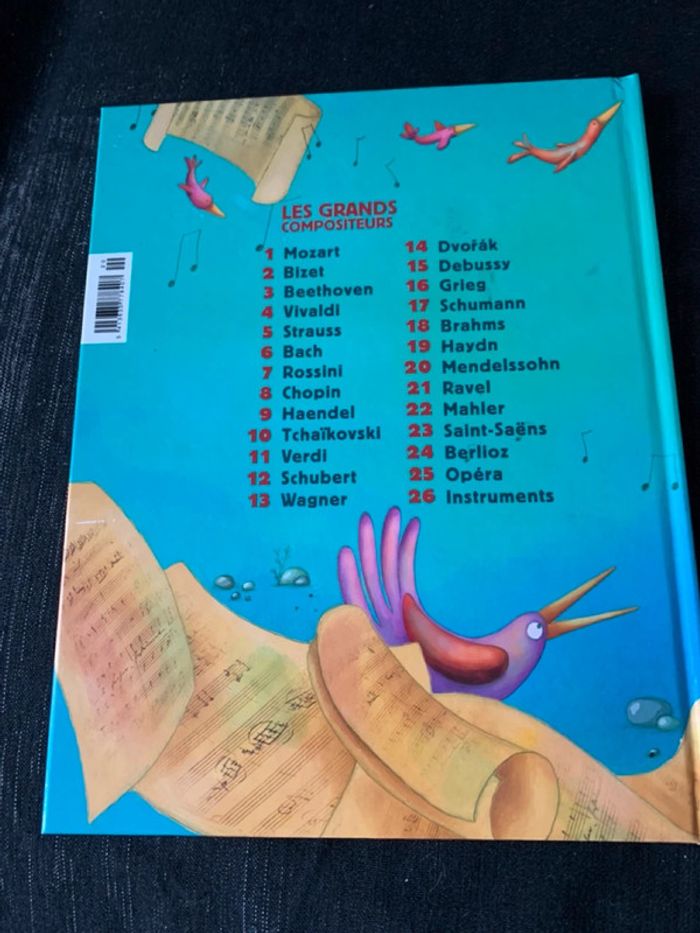 LES GRANDS
COMPOSITEURS
1 Mozart
2 Bizet
3 Beethoven
4 Vivaldi
5 Strauss
6 Bach
7 Rossini
8 Chopin
9 Haendel
10 Tchaïkovski
11 Verdi
12 Schubert
13 Wagner
14 Dvořák
15 Debussy
16 Grieg
17 Schumann
18 Brahms
19 Haydn
20 Mendelssohn
21 Ravel
22 Mahler
23 Saint-Saëns
24 Berlioz
25 Opéra
26 Instruments